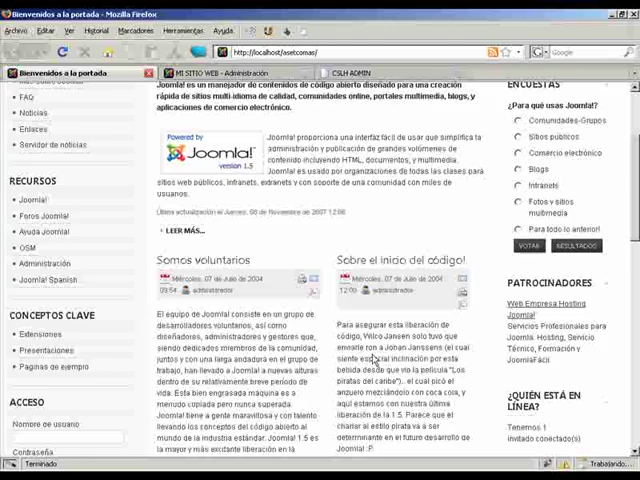 Bienvenidos a la portada - Mozilla Firefox
Archivo Editar Ver Historial Marcadores Herramientas Ayuda
http://localhost/asetcomas/
Google
Bienvenidos a la portada
MI SITIO WEB - Administración
CSLH ADMIN
FAQ
Noticias
Enlaces
Servidor de noticias
RECURSOS
Joomla!
Foros Joomla!
Ayuda Joomla!
OSM
Administración
Joomla! Spanish
CONCEPTOS CLAVE
Extensiones
Presentaciones
Paginas de ejemplo
ACCESO
Nombre de usuario
Contraseña
Joomla! es un manejador de contenidos de código abierto diseñado para una creación
rápida de sitios multi-idioma de calidad, comunidades online, portales multimedia, blogs, y
aplicaciones de comercio electrónico.
Powered by
Joomla!
version 1.5
Joomla! proporciona una interfaz fácil de usar que simplifica la
administración y publicación de grandes volúmenes de
contenido incluyendo HTML, documentos, y multimedia.
Joomla! es usado por organizaciones de todas las clases para
sitios web públicos, intranets, extranets y con soporte de una comunidad con miles de
usuarios.
Última actualización el Jueves, 08 de Noviembre de 2007 12:06
LEER MÁS...
Somos voluntarios
Miércoles, 07 de Julio de 2004
09:54 administrador
El equipo de Joomla! consiste en un grupo de
desarrolladores voluntarios, así como
diseñadores, administradores y gestores de
equipo, siendo dedicados miembros de la comunidad,
juntos y con una larga andadura en el grupo de
trabajo, han llevado a Joomla! a nuevas alturas
dentro de su relativamente breve período de
vida. Esta bien engrasada máquina es a
menudo copiada pero nunca superada.
Joomla! tiene a gente maravillosa y con talento
llevando los conceptos del código abierto al
mundo de la industria estándar. Joomla! 1.5 es
la mayor y más excitante liberación en la
Sobre el inicio del código!
Miércoles, 07 de Julio de 2004
12:00 administrador
Para asegurar esta liberación de
código, Wilco Jansen solo tuvo que
enviarle ron a Johan Janssens (el cual
siente especial inclinación por esta
bebida desde que vio la película "Los
piratas del caribe").. el cual picó el
anzuelo mezclándolo con coca cola, y
aquí estamos con nuestra última
liberación de la 1.5. Parece que el
charlar al estilo pirata va a ser
determinante en el futuro desarrollo de
Joomla! :P
ENCUESTAS
¿Para qué usas
Joomla!?
Comunidades-Grupos
Sitios públicos
Comercio electrónico
Blogs
Intranets
Fotos y sitios
multmedia
Para todo lo anterior!
VOTAR RESULTADOS
PATROCINADORES
Web Empresa Hosting
Joomla!
Servicios Profesionales para
Joomla. Hosting, Servicio
Técnico, Formación y
JoomlaFácil
¿QUIÉN ESTÁ EN
LÍNEA?
Tenemos 1
invitado conectado(s)
Terminado
Trabajando...